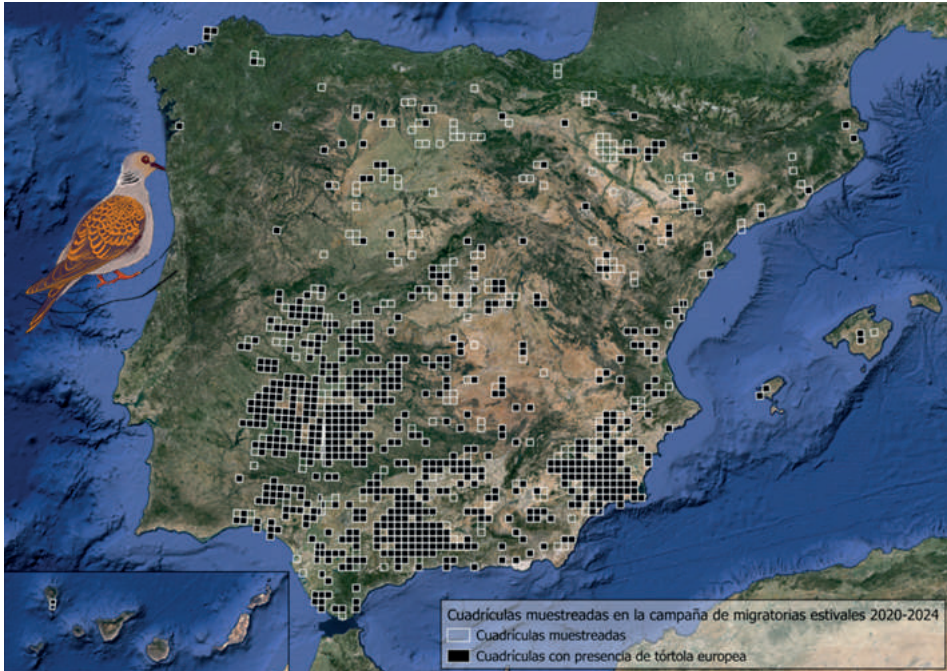 Cuadrículas muestreadas en la campaña de migratorias estivales 2020-2024
Cuadrículas muestreadas
Cuadrículas con presencia de tórtola europea